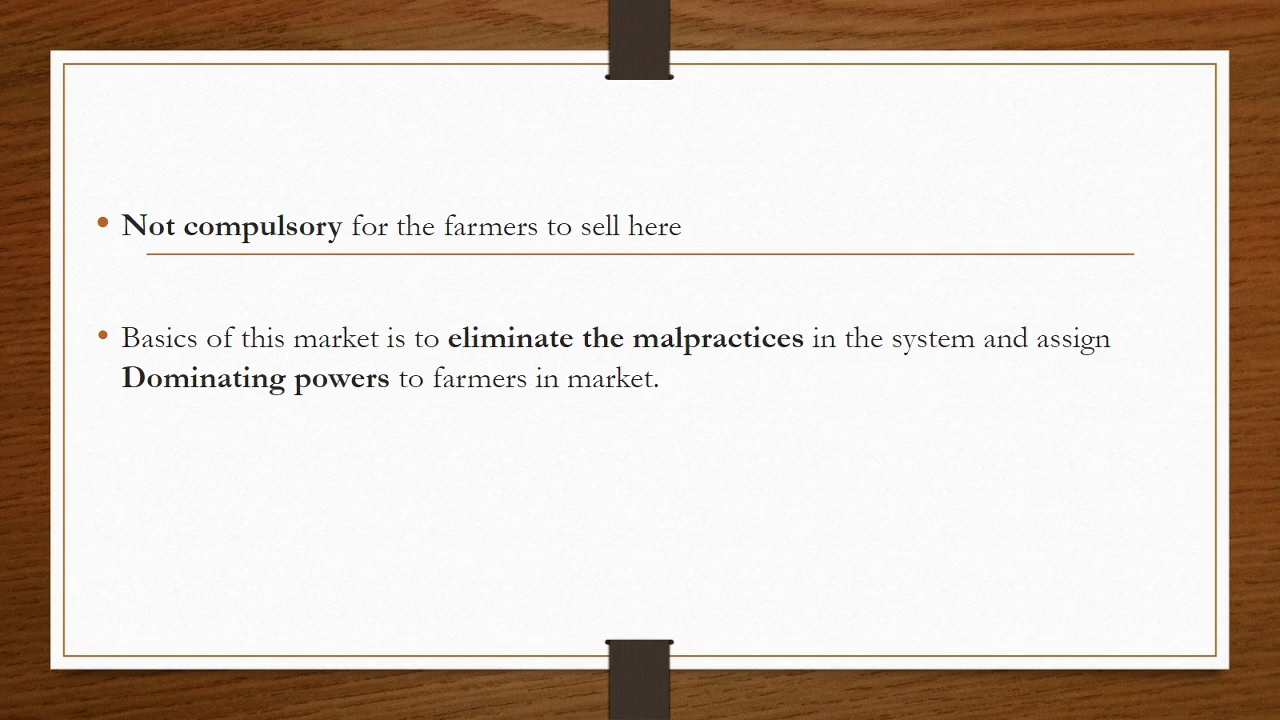 Not compulsory for the farmers to sell here
Basics of this market is to eliminate the malpractices in the system and assign
Dominating powers to farmers in market.